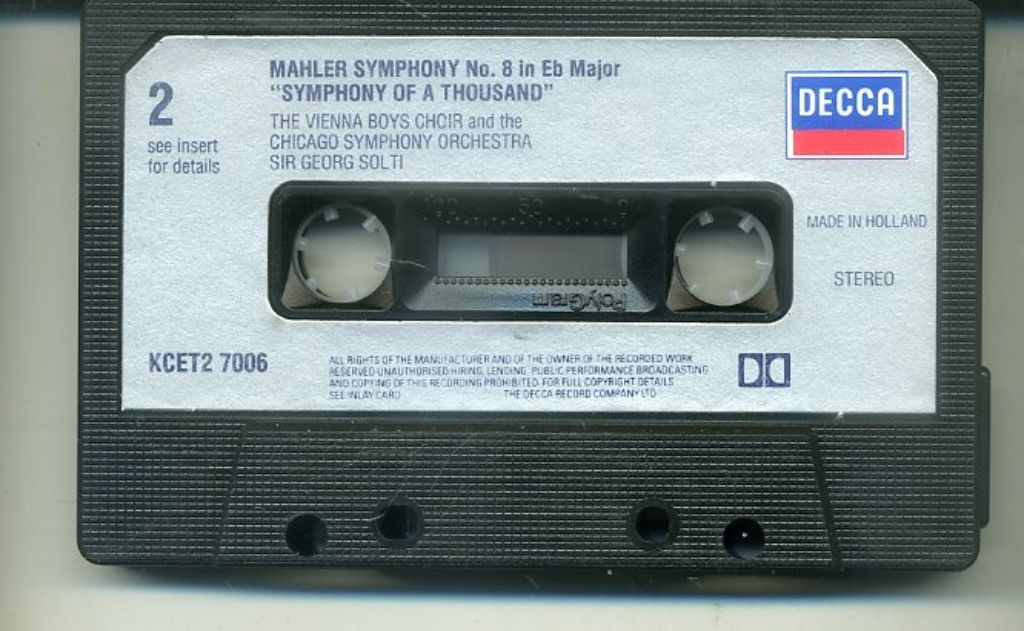 MAHLER SYMPHONY No. 8 in Eb Major
"SYMPHONY OF A THOUSAND"
THE VIENNA BOYS CHOIR and the
CHICAGO SYMPHONY ORCHESTRA
SIR GEORG SOLTI
2
see insert
for details
DECCA
MADE IN HOLLAND
STEREO
50
PolyGram
KCET2 7006
ALL RIGHTS OF THE MANUFACTURER AND OF THE OWNER OF THE RECORDED WORK
RESERVED UNAUTHORISED HIRING, LENDING, PUBLIC PERFORMANCE BROADCASTING
AND COPYING OF THIS RECORDING PROHIBITED. FOR FULL COPYRIGHT DETAILS
SEE INLAY CARD THE DECCA RECORD COMPANY LTD